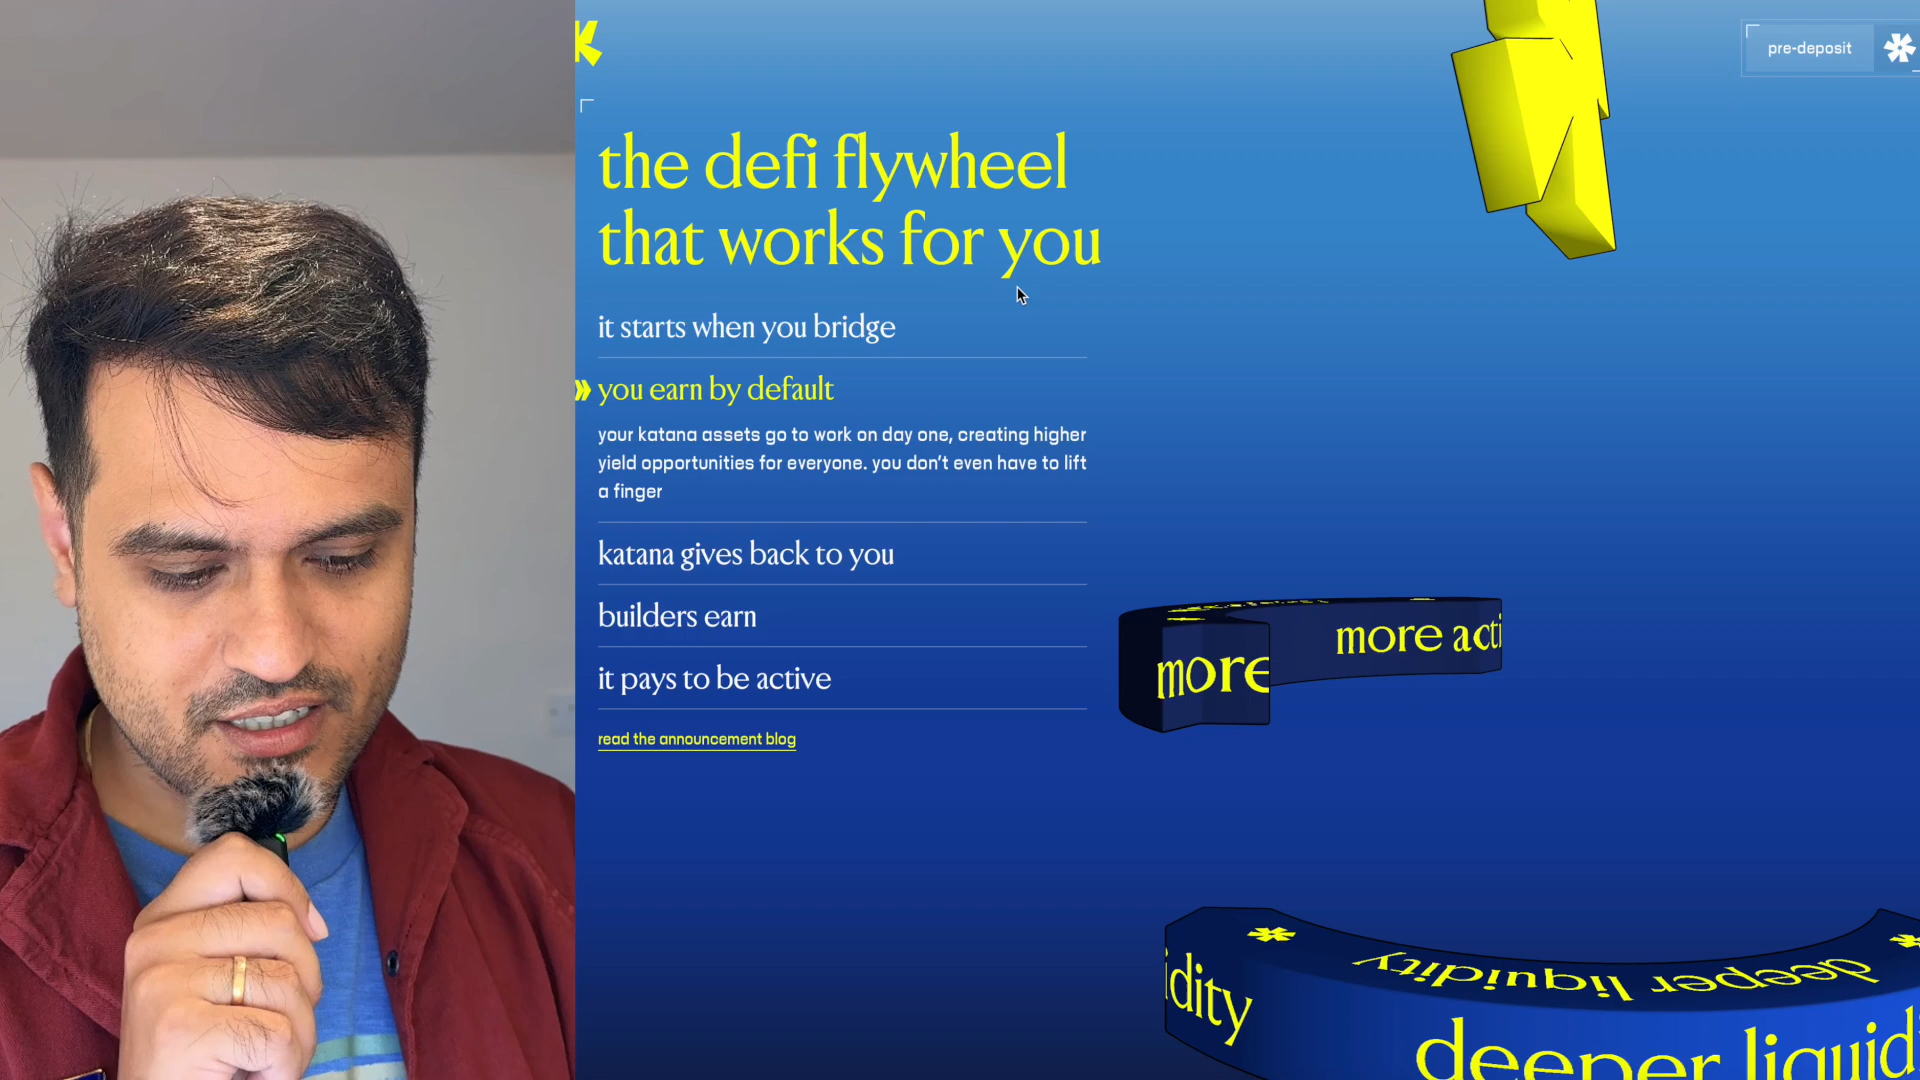 pre-deposit
the defi flywheel
that works for you
it starts when you bridge
you earn by default
your katana assets go to work on day one, creating higher
yield opportunities for everyone. you don't even have to lift
a finger
katana gives back to you
builders earn
it pays to be active
read the announcement blog
more
more acti
idity
deeper liquidity
deeper liquidi